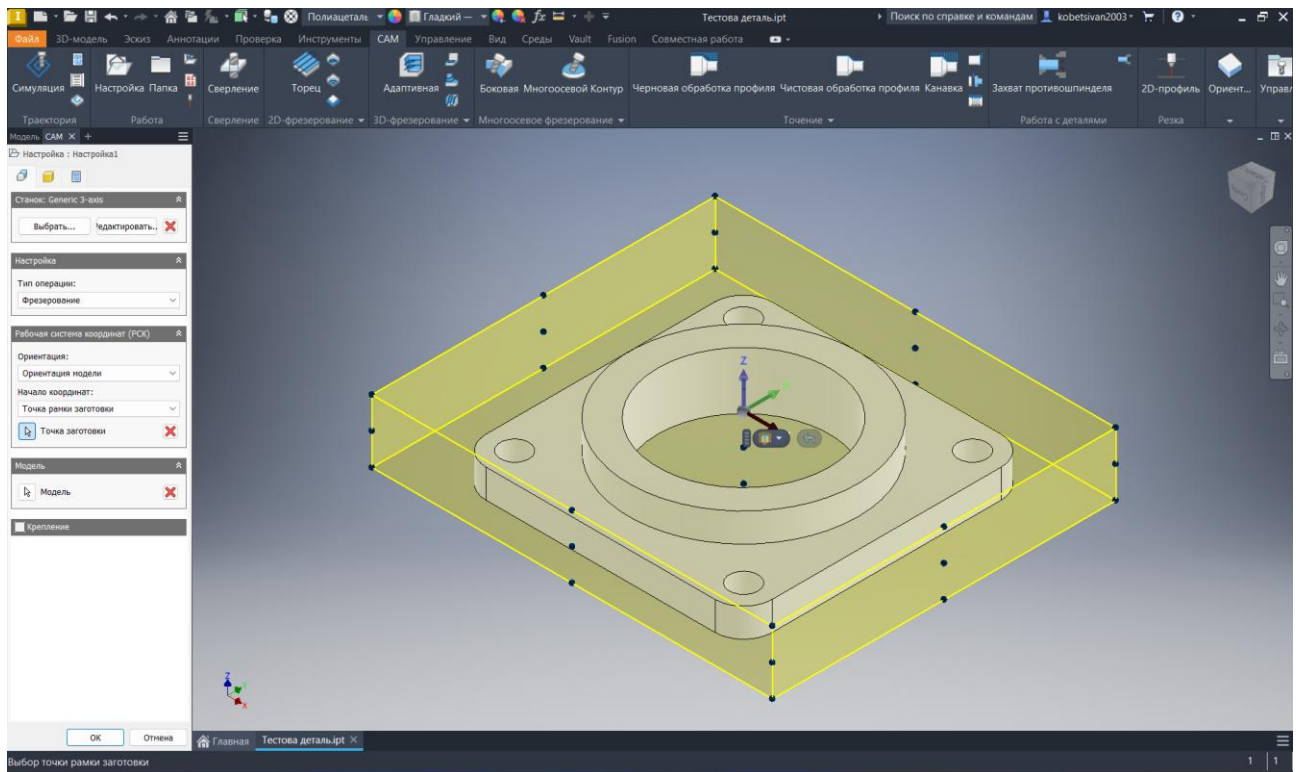 Полиацеталь
Гладкий —
fx
Тестова деталь.ipt
Поиск по справке и командам
kobetsivan2003
Файл 3D-модель Эскиз Аннотации Проверка Инструменты CAM Управление Вид Среды Vault Fusion Совместная работа
Симуляция Настройка Папка Сверление Торец Адаптивная Боковая Многоосевой Контур Черновая обработка профиля Чистовая обработка профиля Канавка Захват противошпинделя 2D-профиль Ориент... Управл
Траектория Работа Сверление 2D-фрезерование 3D-фрезерование Многоосевое фрезерование Точение Работа с деталями Резка
Модель CAM × +
Настройка : Настройка1
Станок: Generic 3-axis
Выбрать... Редактировать..
Настройка
Тип операции:
Фрезерование
Рабочая система координат (РСК)
Ориентация:
Ориентация модели
Начало координат:
Точка рамки заготовки
Точка заготовки
Модель
Модель
Крепление
Z
Z
X
OK Отмена
Главная Тестова деталь.ipt ×
Выбор точки рамки заготовки
1 1